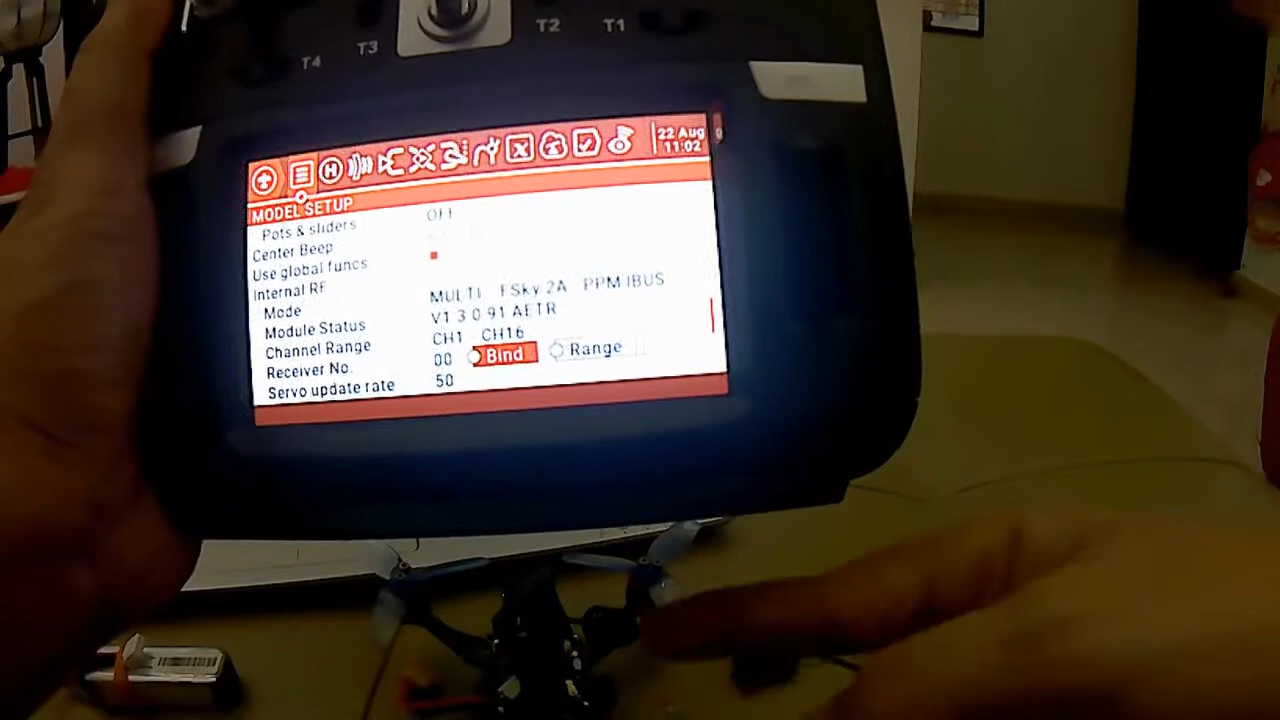 T2 T1
T3
T4
22 Aug
11:02
MODEL SETUP
Pots & sliders OFF
Center Beep
Use global funcs
Internal RF
Mode MULTI FSky 2A PPM IBUS
Module Status V1 3 0 91 AETR
Channel Range CH1 CH16
Receiver No. 00 Bind Range
Servo update rate 50